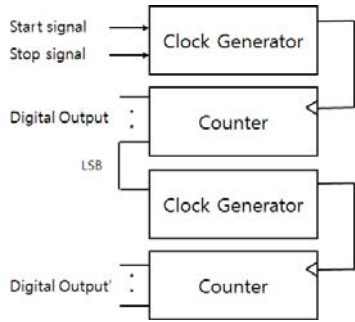 Start signal
Clock Generator
Stop signal
Digital Output
Counter
LSB
Clock Generator
Digital Output'
Counter